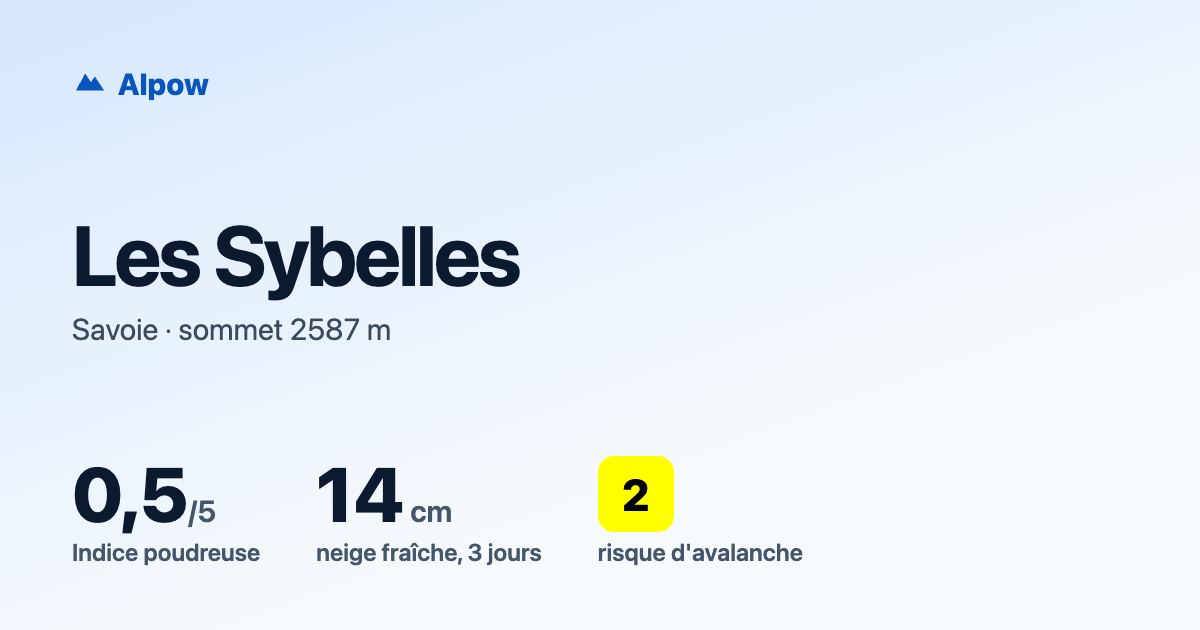 Alpow
Les Sybelles
Savoie · sommet 2587 m
0,5/5
Indice poudreuse
14 cm
neige fraîche, 3 jours
2
risque d'avalanche